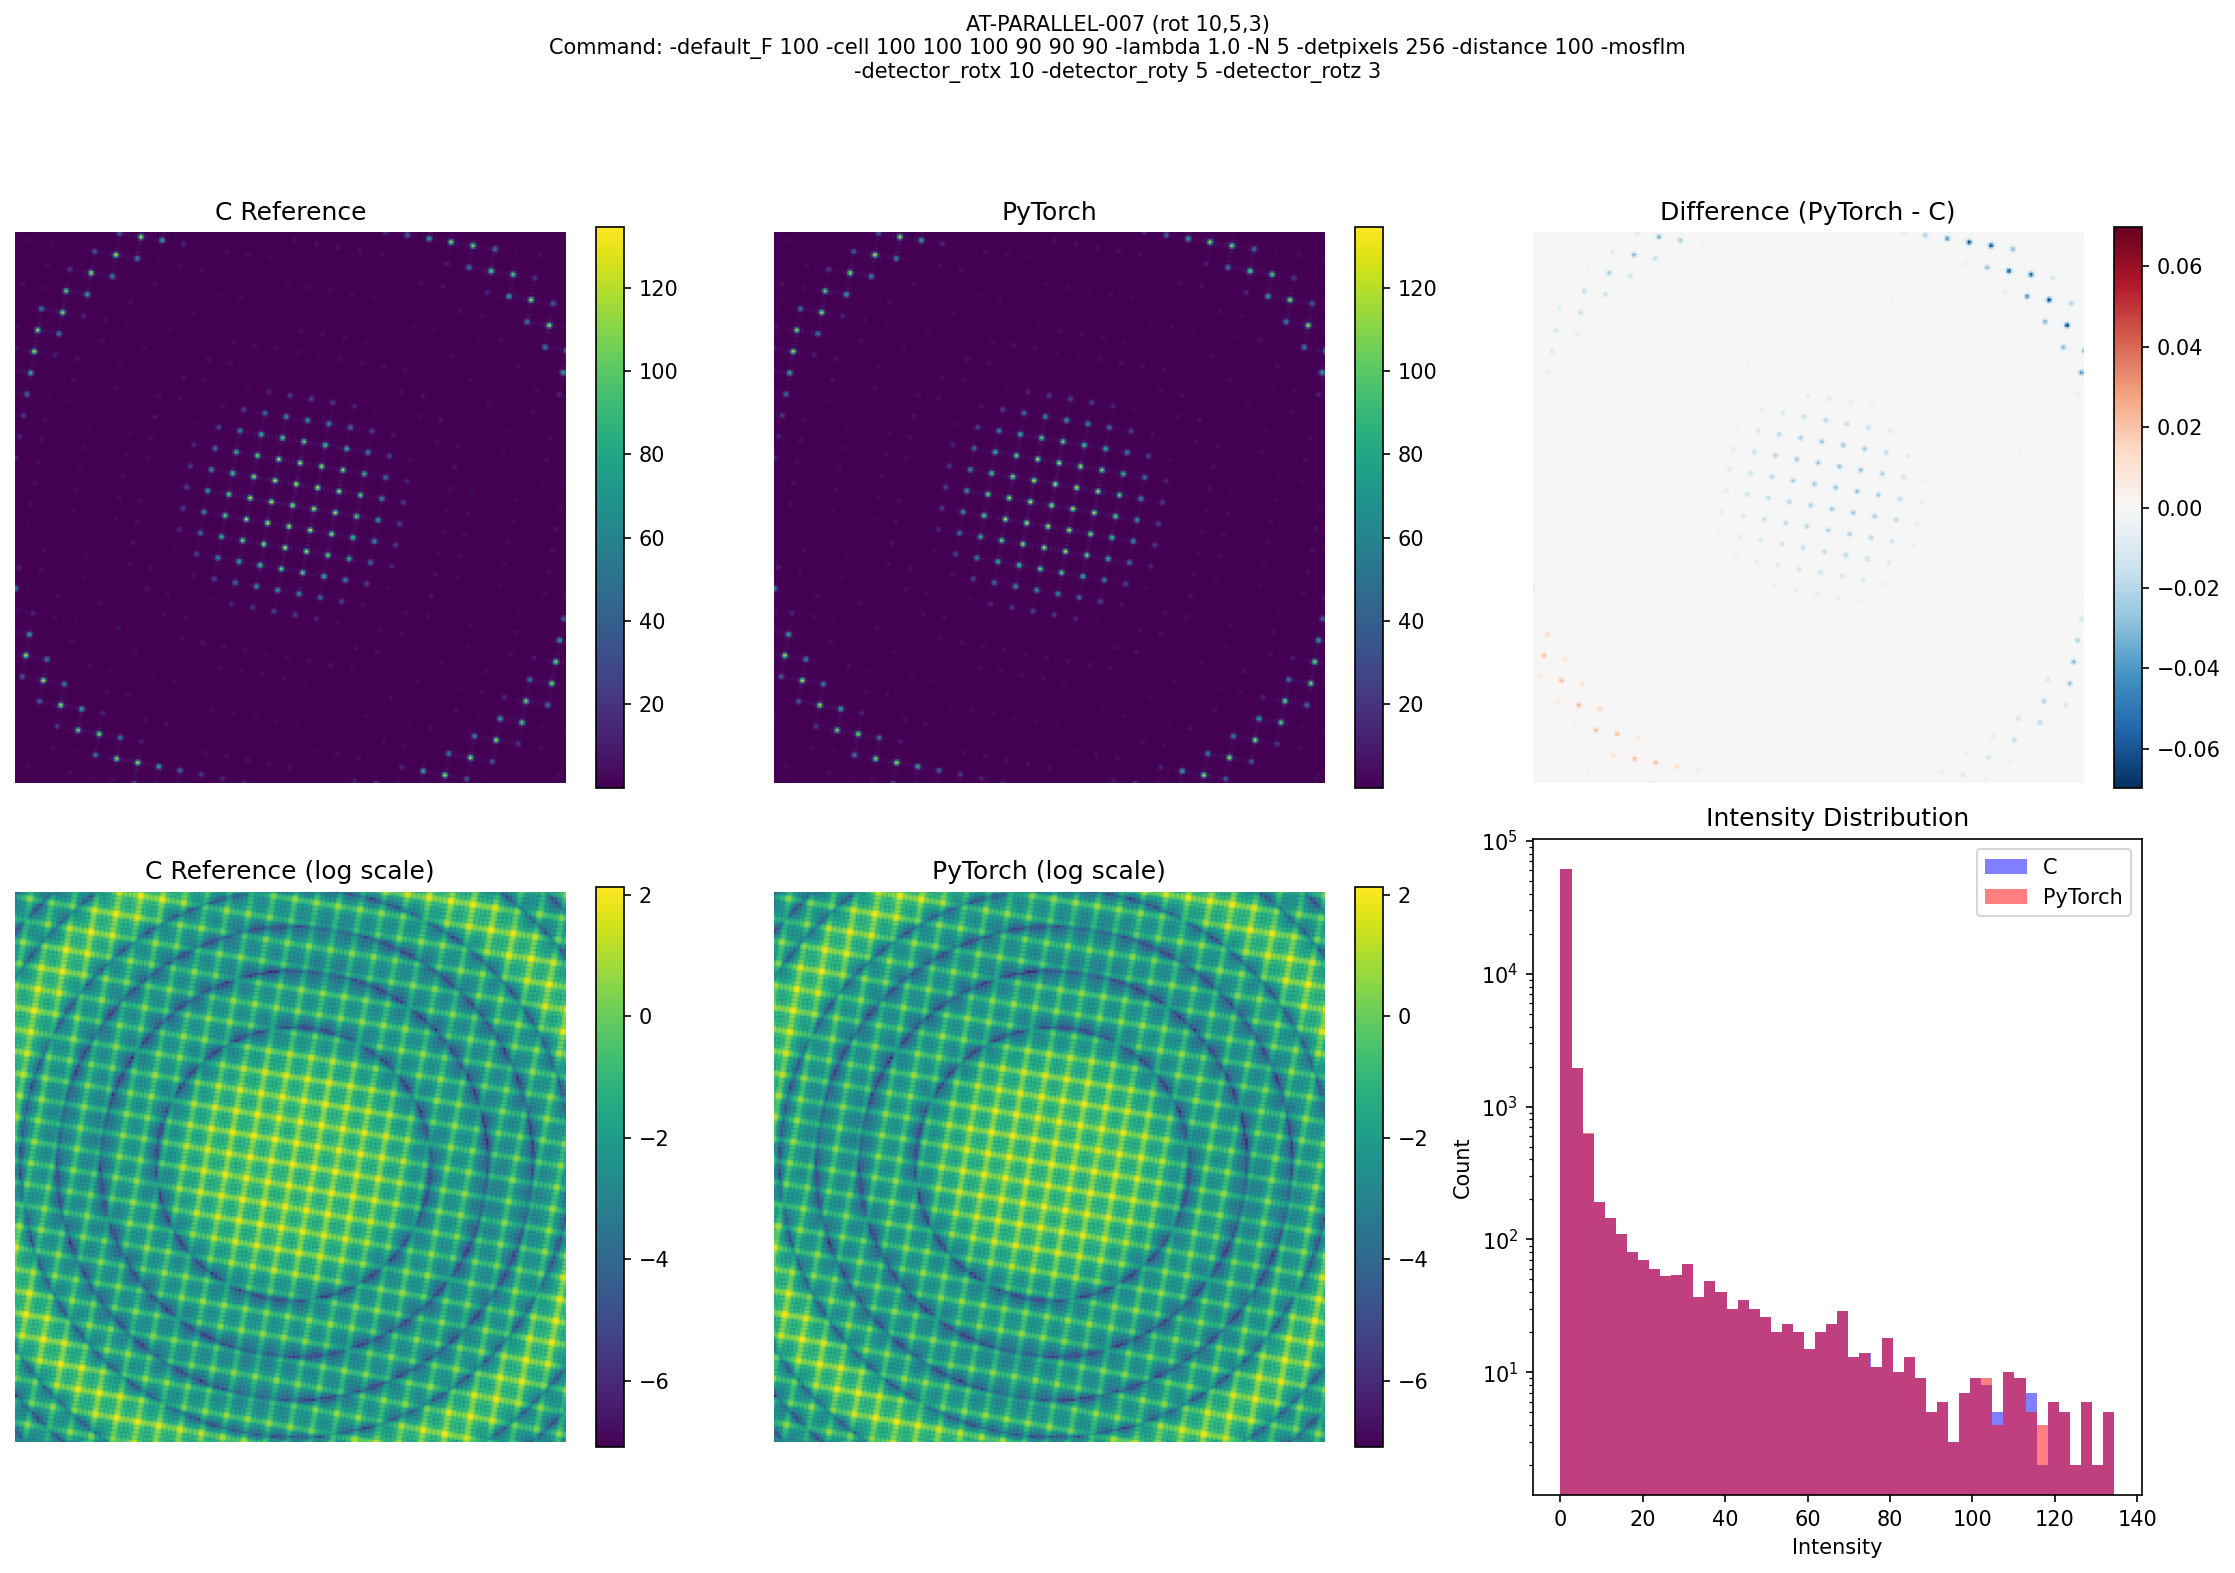 AT-PARALLEL-007 (rot 10,5,3)
Command: -default_F 100 -cell 100 100 100 90 90 90 -lambda 1.0 -N 5 -detpixels 256 -distance 100 -mosflm
-detector_rotx 10 -detector_roty 5 -detector_rotz 3
C Reference
120
100
80
60
40
20
PyTorch
120
100
80
60
40
20
Difference (PyTorch - C)
0.06
0.04
0.02
0.00
−0.02
−0.04
−0.06
C Reference (log scale)
2
0
−2
−4
−6
PyTorch (log scale)
2
0
−2
−4
−6
Intensity Distribution
C
PyTorch
10⁵
10⁴
10³
10²
10¹
Count
0 20 40 60 80 100 120 140
Intensity